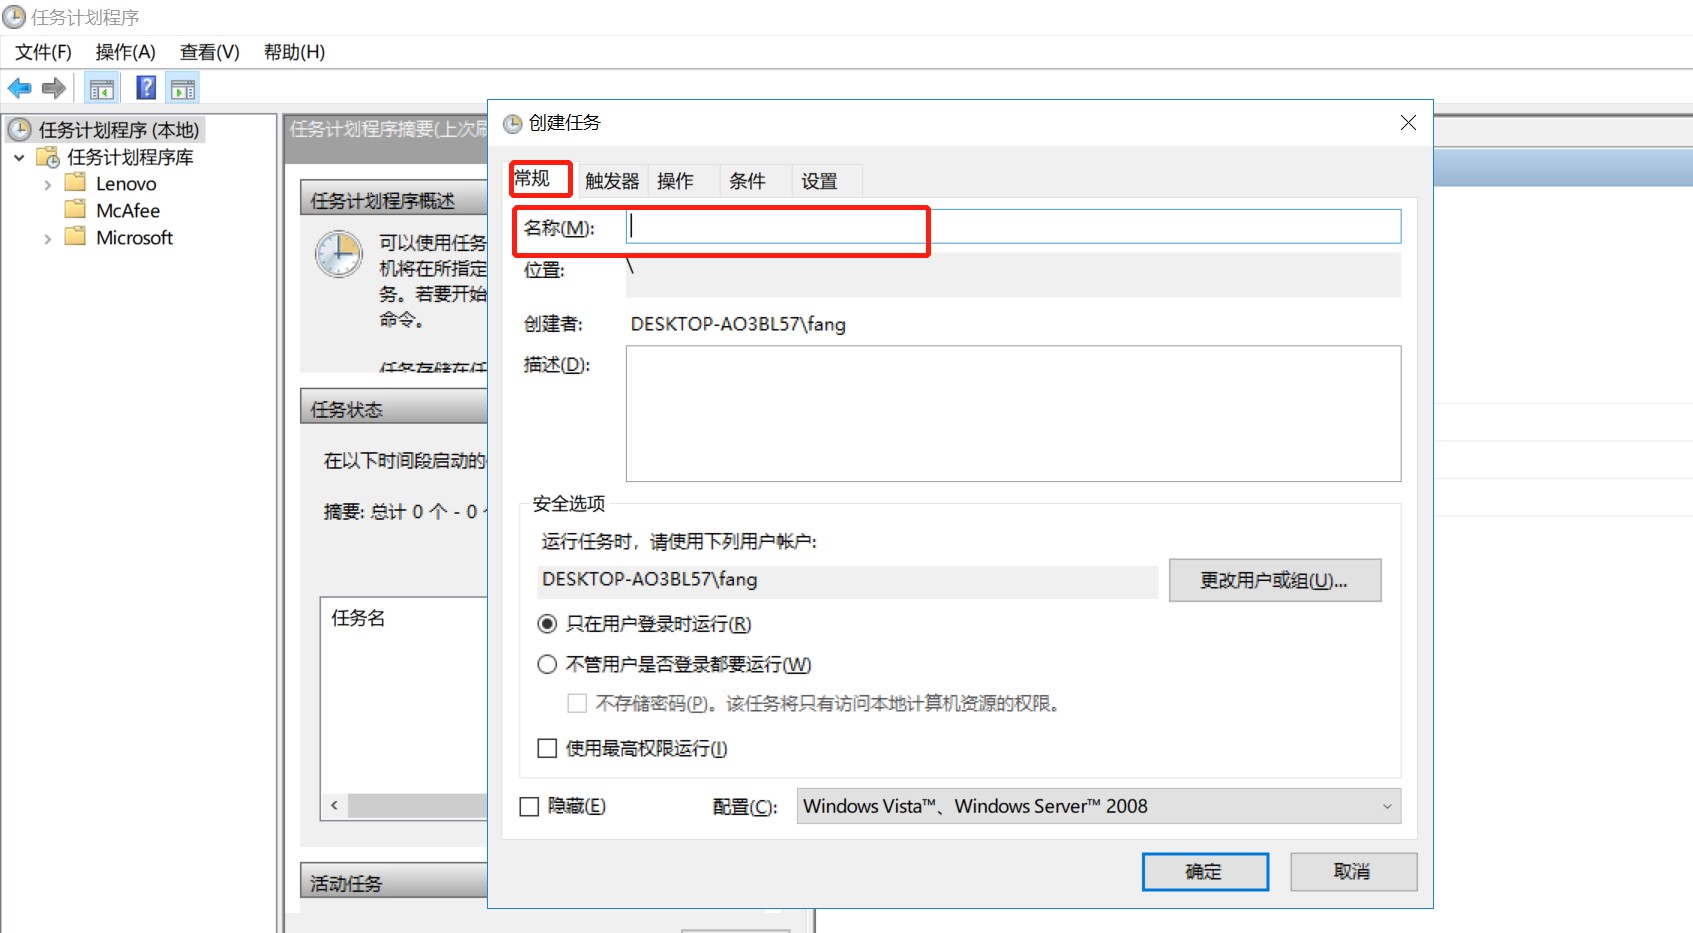 任务计划程序
文件(F) 操作(A) 查看(V) 帮助(H)
任务计划程序 (本地)
任务计划程序库
Lenovo
McAfee
Microsoft
任务计划程序摘要(上次
任务计划程序概述
可以使用任务
机将在所指定
务。若要开始
命令。
任务存储在任
任务状态
在以下时间段启动的
摘要: 总计 0 个 - 0
任务名
活动任务
创建任务
常规 触发器 操作 条件 设置
名称(M):
位置: \
创建者: DESKTOP-AO3BL57\fang
描述(D):
安全选项
运行任务时，请使用下列用户帐户:
DESKTOP-AO3BL57\fang 更改用户或组(U)...
只在用户登录时运行(R)
不管用户是否登录都要运行(W)
不存储密码(P)。该任务将只有访问本地计算机资源的权限。
使用最高权限运行(I)
隐藏(E) 配置(C): Windows Vista™、Windows Server™ 2008
确定 取消